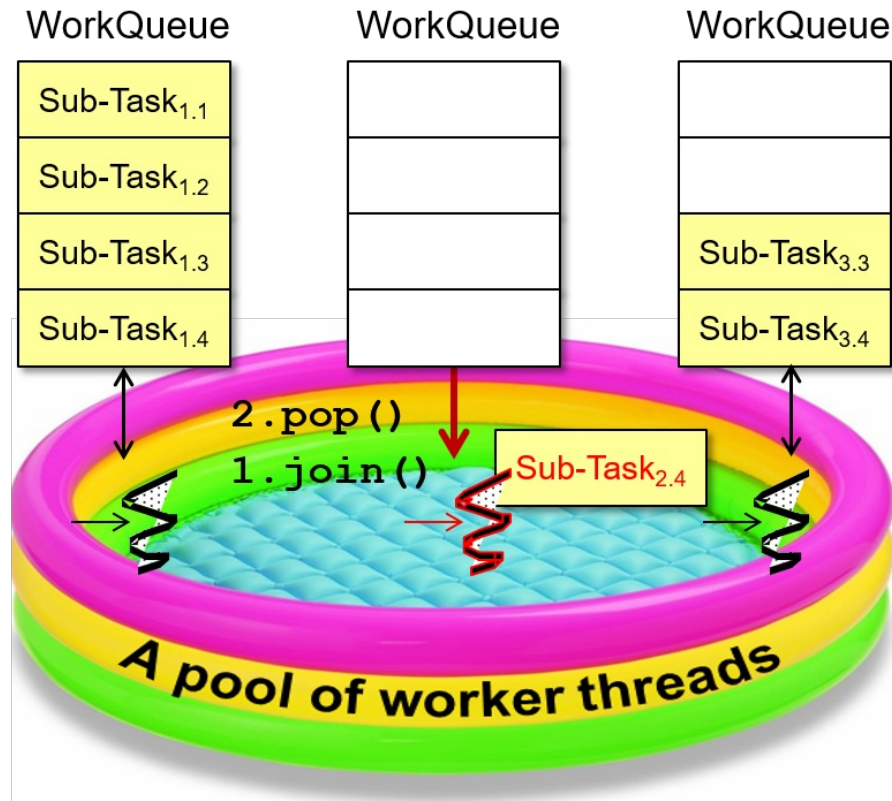 WorkQueue WorkQueue WorkQueue
Sub-Task1.1
Sub-Task1.2
Sub-Task1.3 Sub-Task3.3
Sub-Task1.4 Sub-Task3.4
2.pop()
1.join()
Sub-Task2.4
A pool of worker threads